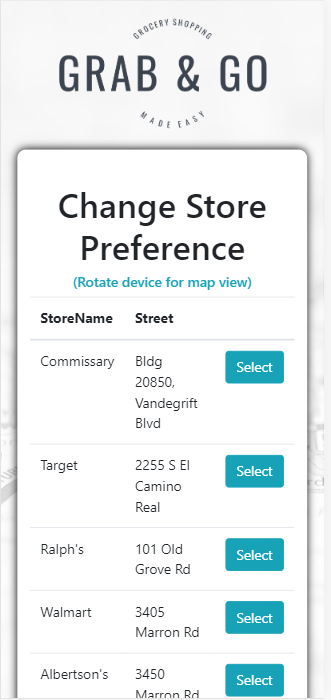 GROCERY SHOPPING
GRAB & GO
MADE EASY
Change Store
Preference
(Rotate device for map view)
StoreName Street
Commissary Bldg Select
20850,
Vandegrift
Blvd
Target 2255 S El Select
Camino
Real
Ralph's 101 Old Select
Grove Rd
Walmart 3405 Select
Marron Rd
Albertson's 3450 Select
Marron Rd